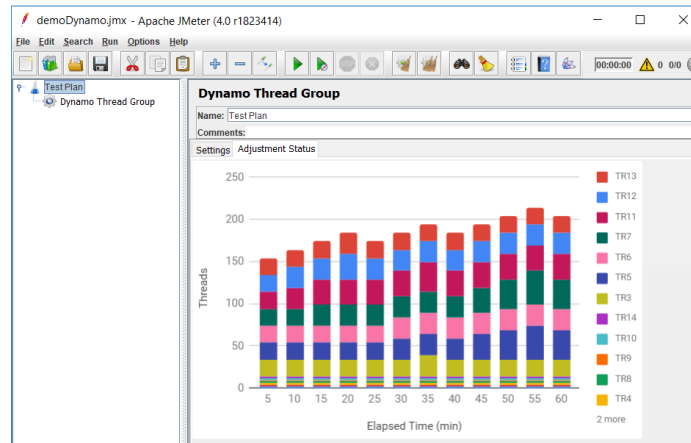 demoDynamo.jmx - Apache JMeter (4.0 r1823414)
File Edit Search Run Options Help
00:00:00 0 0/0
Test Plan
Dynamo Thread Group
Dynamo Thread Group
Name: Test Plan
Comments:
Settings Adjustment Status
250
200
150
100
50
0
Threads
5 10 15 20 25 30 35 40 45 50 55 60
Elapsed Time (min)
TR13
TR12
TR11
TR7
TR6
TR5
TR3
TR14
TR10
TR9
TR8
TR4
2 more